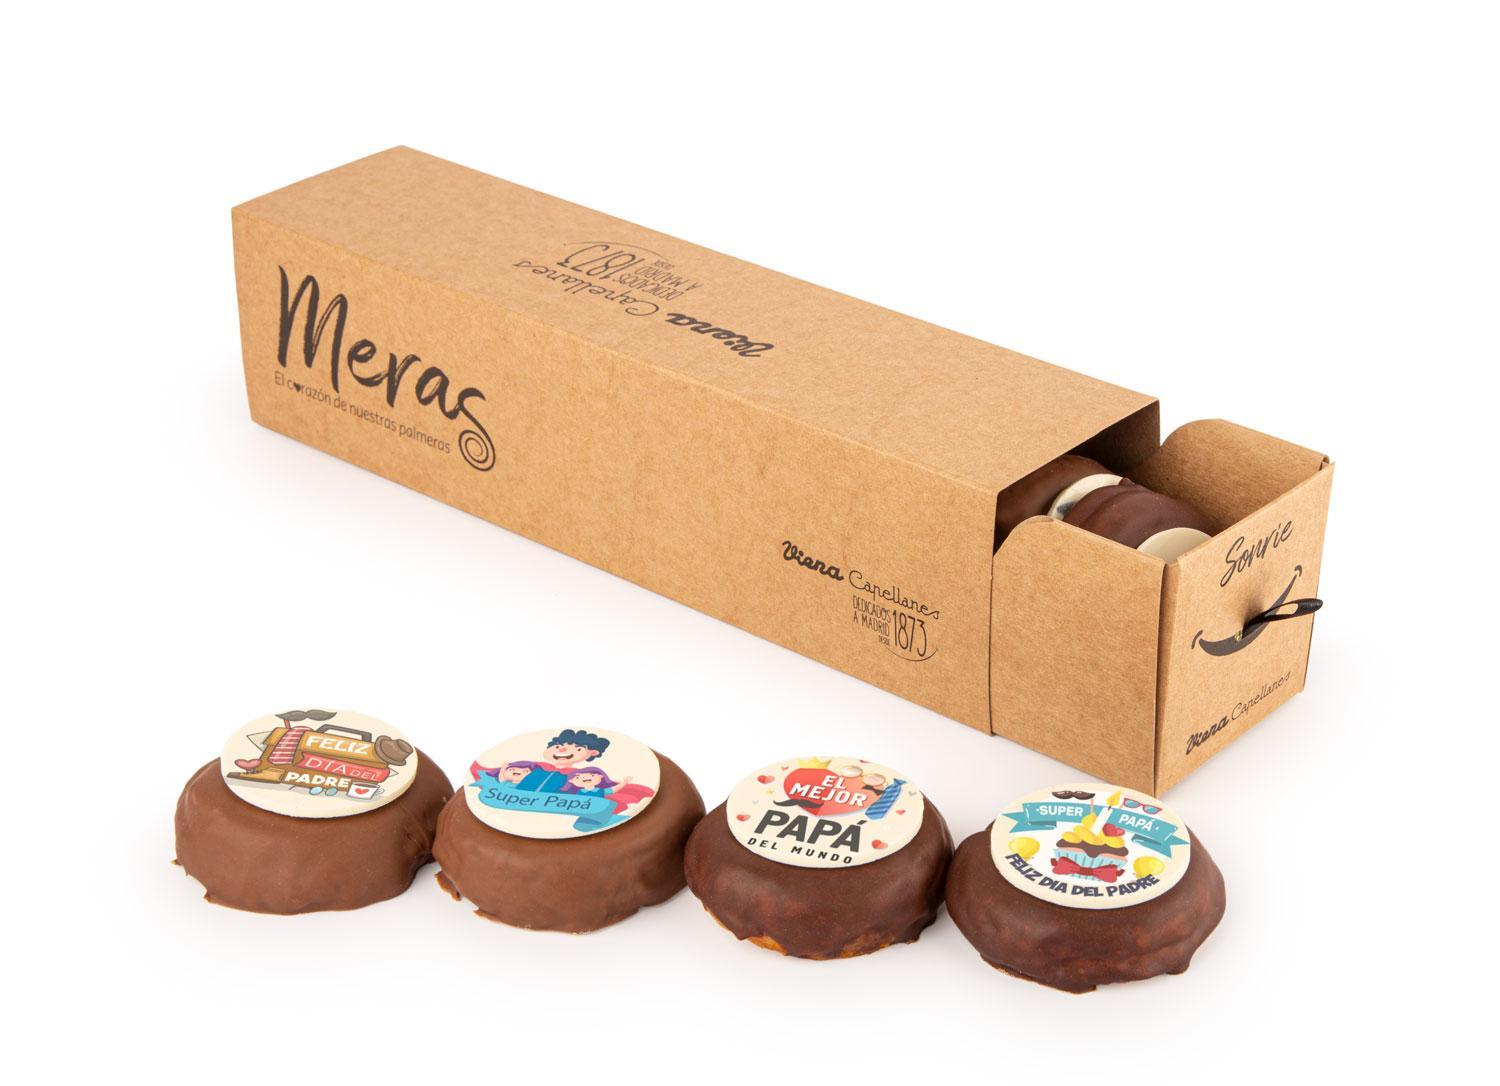 Viena Capellanes
DEDICADOS
A MADRID
DESDE 1873
Meras
El corazón de nuestras palmeras
Viena Capellanes
DEDICADOS
A MADRID
DESDE 1873
Sonríe
Viena Capellanes
FELIZ
DÍA DEL
PADRE
Super Papá
EL
MEJOR
PAPÁ
DEL MUNDO
·SUPER PAPÁ·
FELIZ DIA DEL PADRE